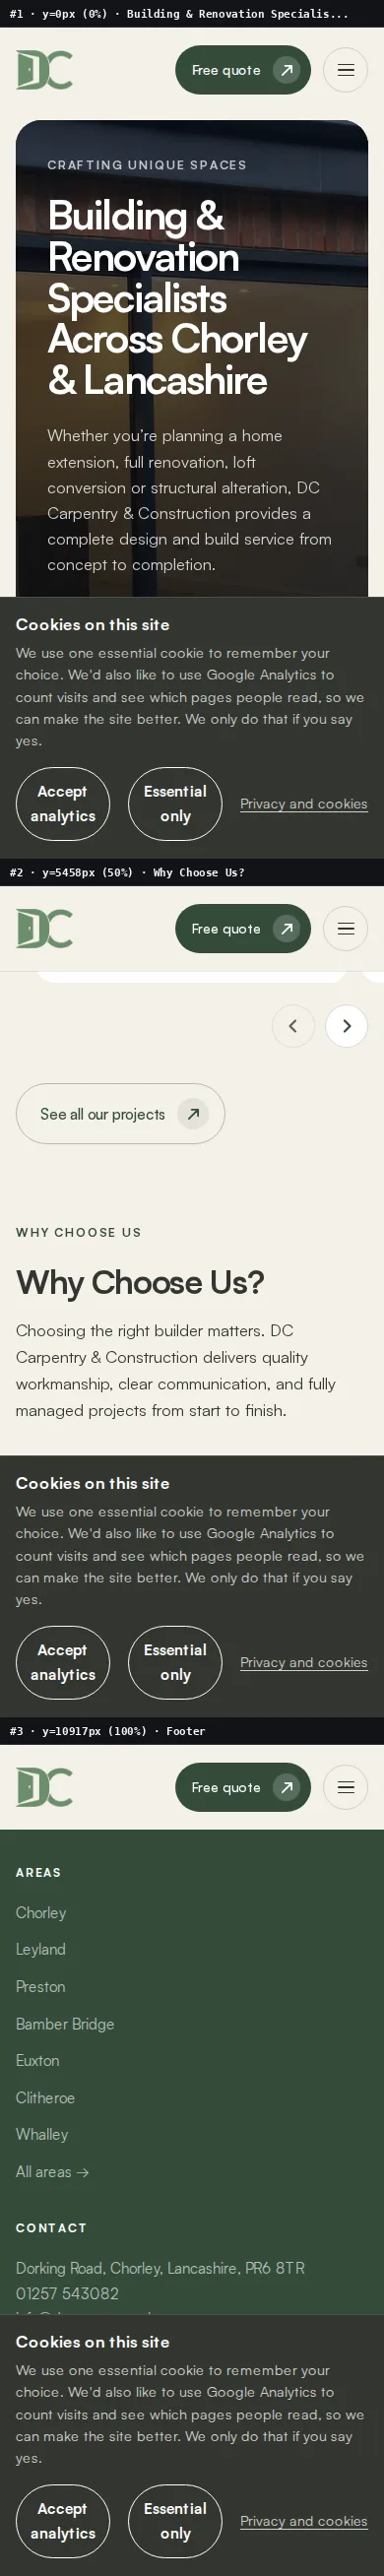 #1 · y=0px (0%) · Building & Renovation Specialis...
DC
Free quote
CRAFTING UNIQUE SPACES
Building &
Renovation
Specialists
Across Chorley
& Lancashire
Whether you’re planning a home
extension, full renovation, loft
conversion or structural alteration, DC
Carpentry & Construction provides a
complete design and build service from
concept to completion.
Cookies on this site
We use one essential cookie to remember your
choice. We'd also like to use Google Analytics to
count visits and see which pages people read, so we
can make the site better. We only do that if you say
yes.
Accept
analytics
Essential
only
Privacy and cookies
#2 · y=5458px (50%) · Why Choose Us?
DC
Free quote
See all our projects
WHY CHOOSE US
Why Choose Us?
Choosing the right builder matters. DC
Carpentry & Construction delivers quality
workmanship, clear communication, and fully
managed projects from start to finish.
Cookies on this site
We use one essential cookie to remember your
choice. We'd also like to use Google Analytics to
count visits and see which pages people read, so we
can make the site better. We only do that if you say
yes.
Accept
analytics
Essential
only
Privacy and cookies
#3 · y=10917px (100%) · Footer
DC
Free quote
AREAS
Chorley
Leyland
Preston
Bamber Bridge
Euxton
Clitheroe
Whalley
All areas →
CONTACT
Dorking Road, Chorley, Lancashire, PR6 8TR
01257 543082
Cookies on this site
We use one essential cookie to remember your
choice. We'd also like to use Google Analytics to
count visits and see which pages people read, so we
can make the site better. We only do that if you say
yes.
Accept
analytics
Essential
only
Privacy and cookies